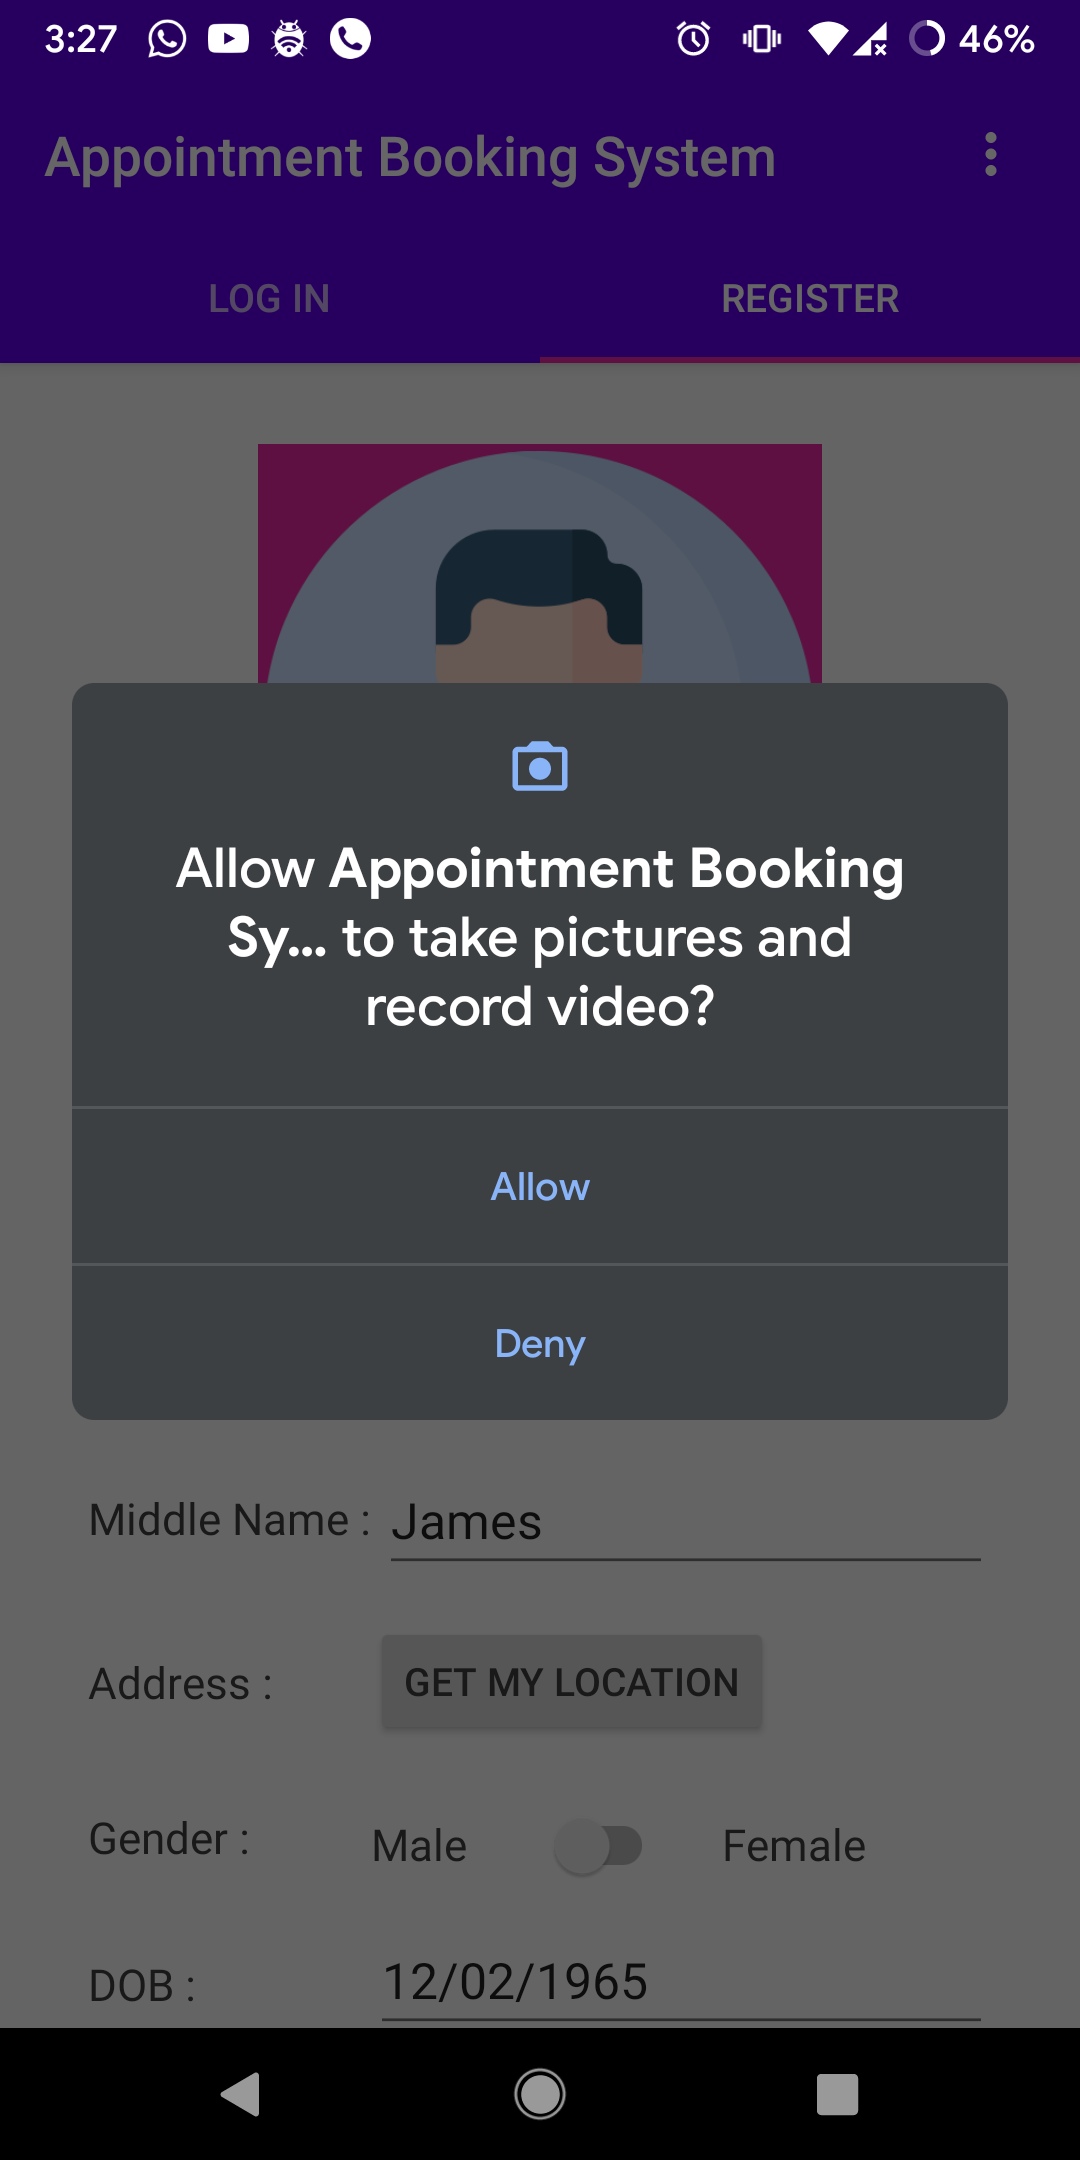 3:27
46%
Appointment Booking System
LOG IN
REGISTER
Allow Appointment Booking
Sy... to take pictures and
record video?
Allow
Deny
Middle Name : James
Address : GET MY LOCATION
Gender : Male Female
DOB : 12/02/1965